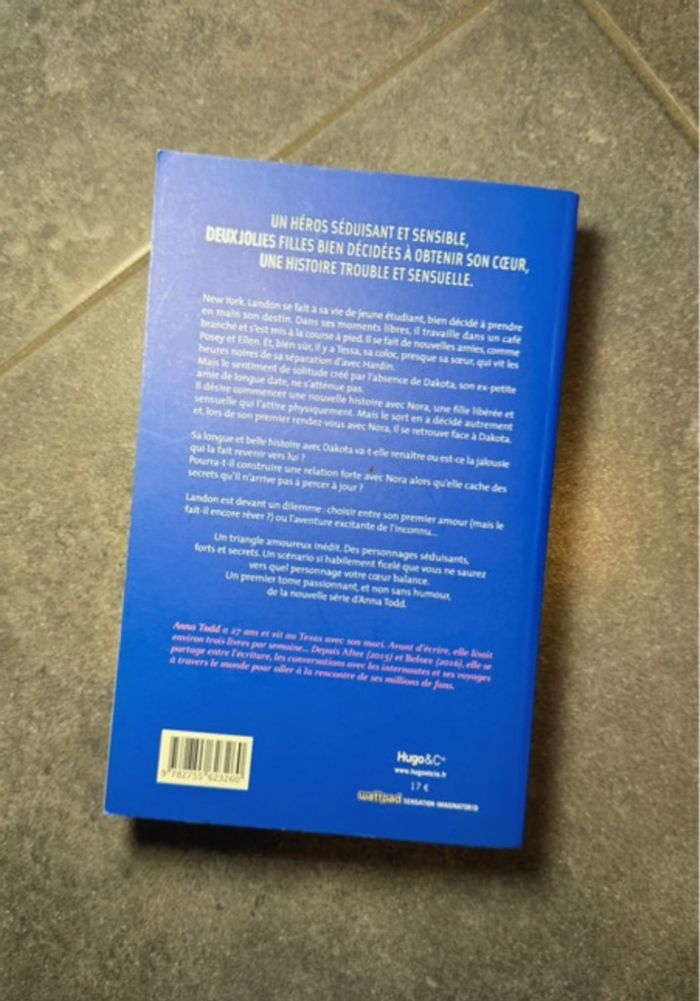 UN HÉROS SÉDUISANT ET SENSIBLE,
DEUX JOLIES FILLES BIEN DÉCIDÉES À OBTENIR SON CŒUR,
UNE HISTOIRE TROUBLE ET SENSUELLE.
New York. Landon se fait à sa vie de jeune étudiant, bien décidé à prendre
en main son destin. Dans ses moments libres, il travaille dans un café
branché et s'est mis à la course à pied. Il se fait de nouvelles amies, comme
Posey et Ellen. Et, bien sûr, il y a Tessa, sa coloc, presque sa sœur, qui vit les
heures noires de sa séparation d'avec Hardin.
Mais le sentiment de solitude créé par l'absence de Dakota, son ex-petite
amie de longue date, ne s'atténue pas.
Il désire commencer une nouvelle histoire avec Nora, une fille libérée et
sensuelle qui l'attire physiquement. Mais le sort en a décidé autrement
et, lors de son premier rendez-vous avec Nora, il se retrouve face à Dakota.
Sa longue et belle histoire avec Dakota va-t-elle renaître ou est-ce la jalousie
qui la fait revenir vers lui ?
Pourra-t-il construire une relation forte avec Nora alors qu'elle cache des
secrets qu'il n'arrive pas à percer à jour ?
Landon est devant un dilemme : choisir entre son premier amour (mais le
fait-il encore rêver ?) ou l'aventure excitante de l'inconnu...
Un triangle amoureux inédit. Des personnages séduisants,
forts et secrets. Un scénario si habilement ficelé que vous ne saurez
vers quel personnage votre cœur balance.
Un premier tome passionnant, et non sans humour,
de la nouvelle série d'Anna Todd.
Anna Todd a 27 ans et vit au Texas avec son mari. Avant d'écrire, elle lisait
environ trois livres par semaine... Depuis After (2015) et Before (2016), elle se
partage entre l'écriture, les conversations avec les internautes et ses voyages
à travers le monde pour aller à la rencontre de ses millions de fans.
9 782755 623260
Hugo&Cie
www.hugoetcie.fr
17 €
wattpad SENSATION IMAGINATOR1D